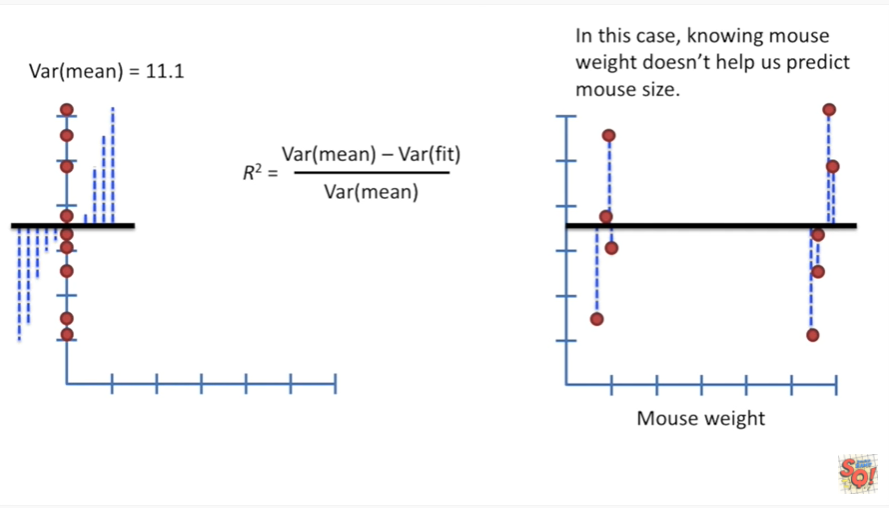 Var(mean) = 11.1
R² =
Var(mean) – Var(fit)
Var(mean)
In this case, knowing mouse
weight doesn’t help us predict
mouse size.
Mouse weight